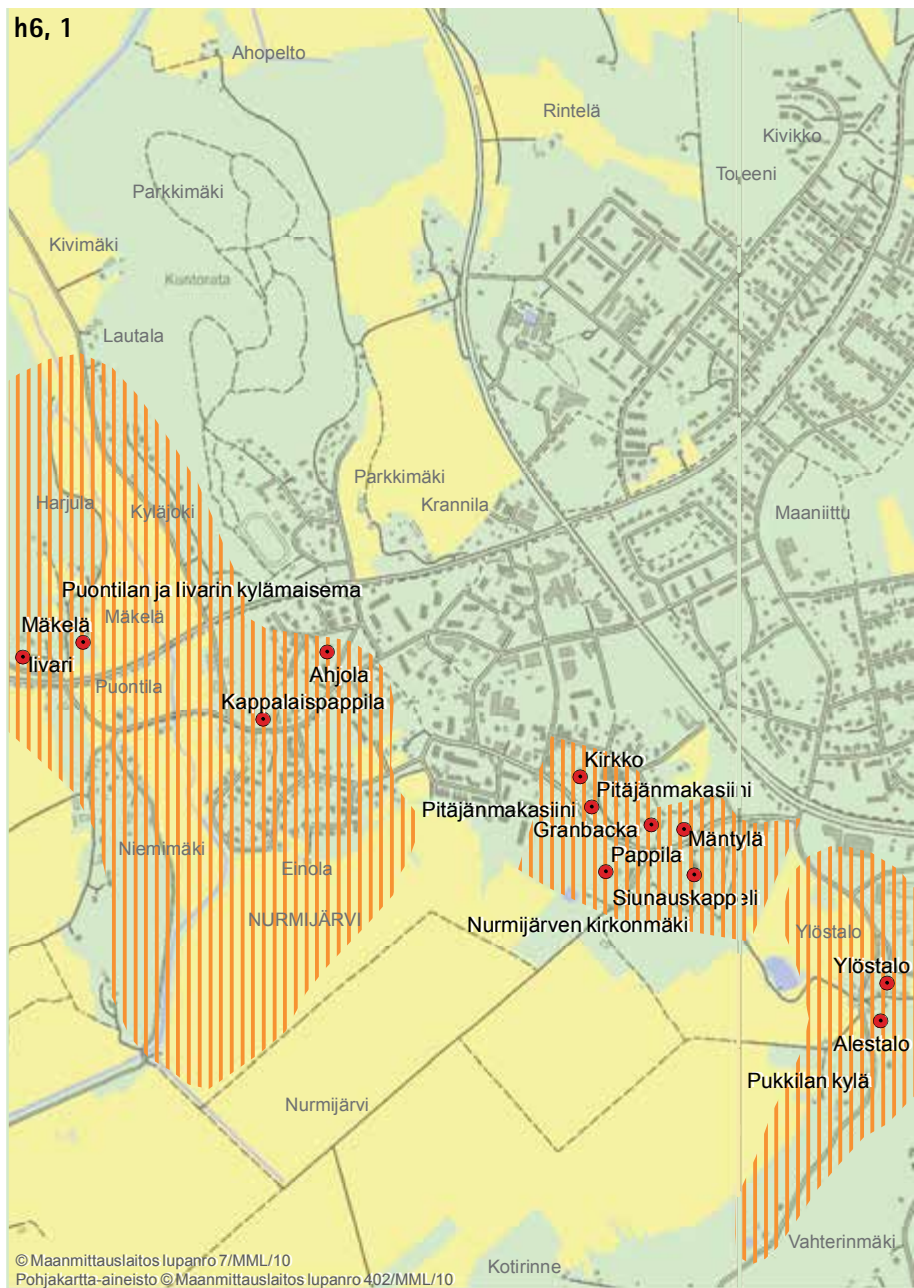 h6, 1
Ahopelto
Rintelä
Kivikko
Toreeni
Parkkimäki
Kivimäki
Kuntorata
Lautala
Parkkimäki
Krannila
Harjula
Kyläjoki
Maaniittu
Puontilan ja Iivarin kylämaisema
Mäkelä
Mäkelä
Iivari
Ahjola
Puontila
Kappalaispappila
Kirkko
Pitäjänmakasiini
Pitäjänmakasiini
Granbacka
Mäntylä
Niemimäki
Pappila
Einola
Siunauskappeli
NURMIJÄRVI
Nurmijärven kirkonmäki
Ylöstalo
Ylöstalo
Alestalo
Pukkilan kylä
Nurmijärvi
Vahterinmäki
Kotirinne
© Maanmittauslaitos lupanro 7/MML/10
Pohjakartta-aineisto © Maanmittauslaitos lupanro 402/MML/10